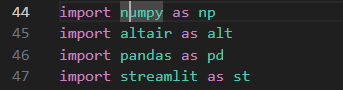 44 import numpy as np
45 import altair as alt
46 import pandas as pd
47 import streamlit as st